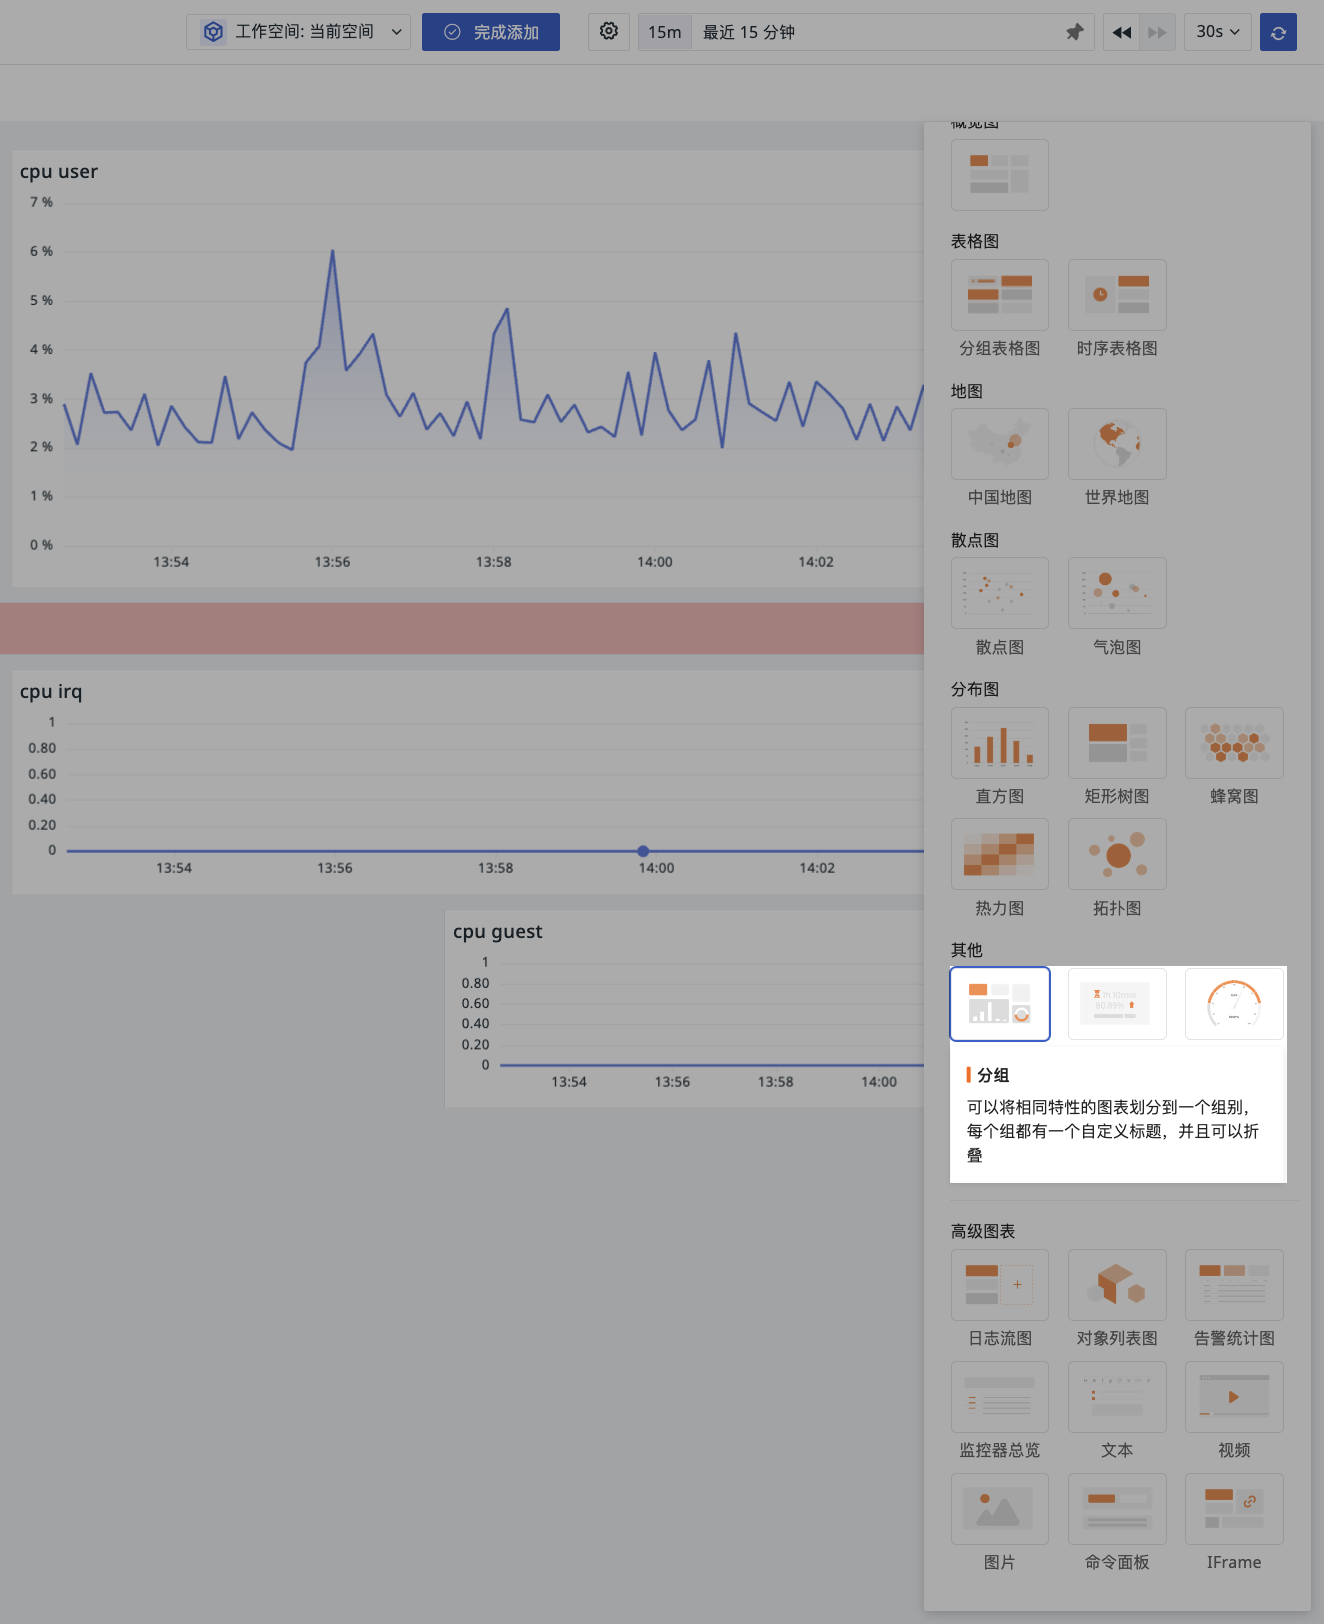 工作空间: 当前空间
完成添加
15m
最近 15 分钟
30s
cpu user
7 %
6 %
5 %
4 %
3 %
2 %
1 %
0 %
13:54
13:56
13:58
14:00
14:02
cpu irq
1
0.80
0.60
0.40
0.20
0
13:54
13:56
13:58
14:00
14:02
cpu guest
1
0.80
0.60
0.40
0.20
0
13:54
13:56
13:58
14:00
概览图
表格图
分组表格图
时序表格图
地图
中国地图
世界地图
散点图
散点图
气泡图
分布图
直方图
矩形树图
蜂窝图
热力图
拓扑图
其他
1h 10min
80.89%
分组
可以将相同特性的图表划分到一个组别，
每个组都有一个自定义标题，并且可以折
叠
高级图表
日志流图
对象列表图
告警统计图
监控器总览
文本
视频
图片
命令面板
IFrame